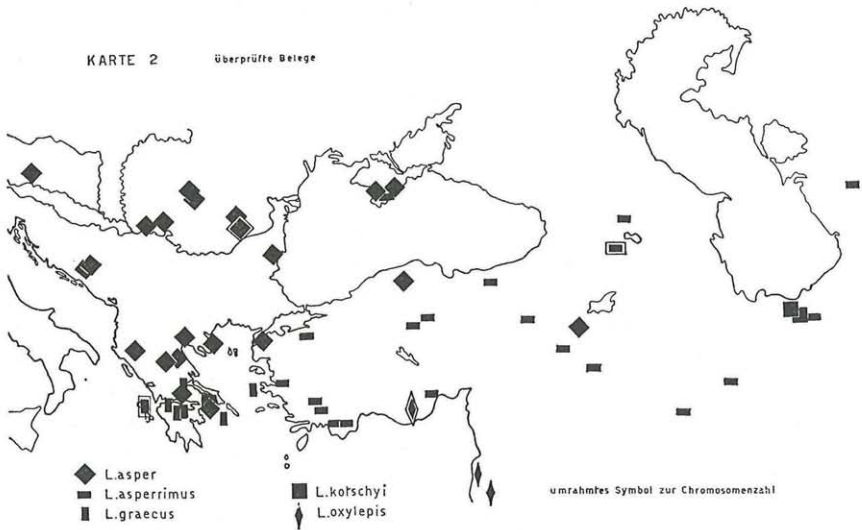 KARTE 2 überprüfte Belege
L.asper
L.asperrimus
L.graecus
L.kotschyi
L.oxylepis
umrahmtes Symbol zur Chromosomenzahl